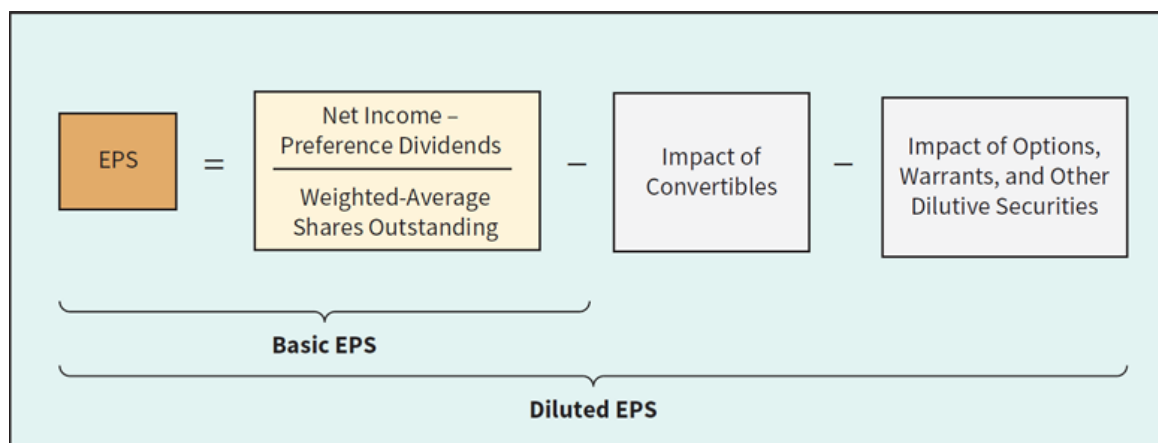 EPS
=
Net Income –
Preference Dividends
Weighted-Average
Shares Outstanding
–
Impact of
Convertibles
–
Impact of Options,
Warrants, and Other
Dilutive Securities
Basic EPS
Diluted EPS